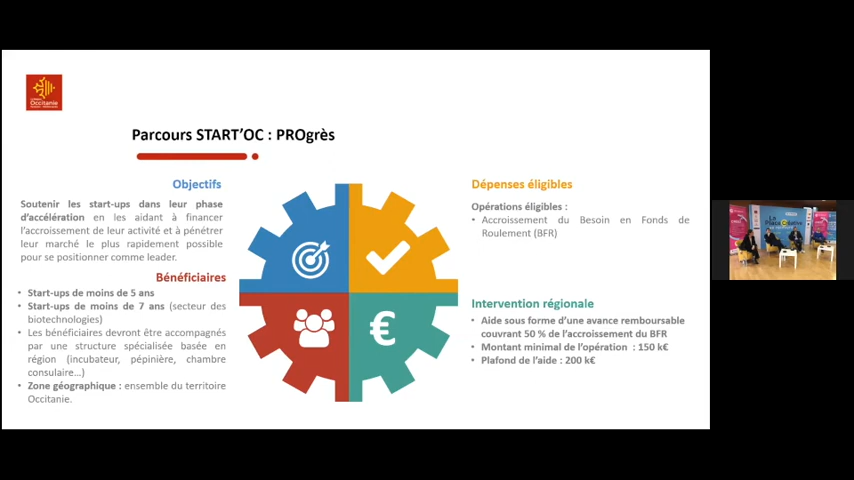 Occitanie
Parcours START'OC : PROgrès
Objectifs
Soutenir les start-ups dans leur phase
d'accélération en les aidant à financer
l'accroissement de leur activité et à pénétrer
leur marché le plus rapidement possible
pour se positionner comme leader.
Bénéficiaires
• Start-ups de moins de 5 ans
• Start-ups de moins de 7 ans (secteur des
biotechnologies)
• Les bénéficiaires devront être accompagnés
par une structure spécialisée basée en
région (incubateur, pépinière, chambre
consulaire…)
• Zone géographique : ensemble du territoire
Occitanie.
€
Dépenses éligibles
Opérations éligibles :
• Accroissement du Besoin en Fonds de
Roulement (BFR)
Intervention régionale
• Aide sous forme d'une avance remboursable
couvrant 50 % de l'accroissement du BFR
• Montant minimal de l'opération : 150 k€
• Plafond de l'aide : 200 k€
La
Place Créative